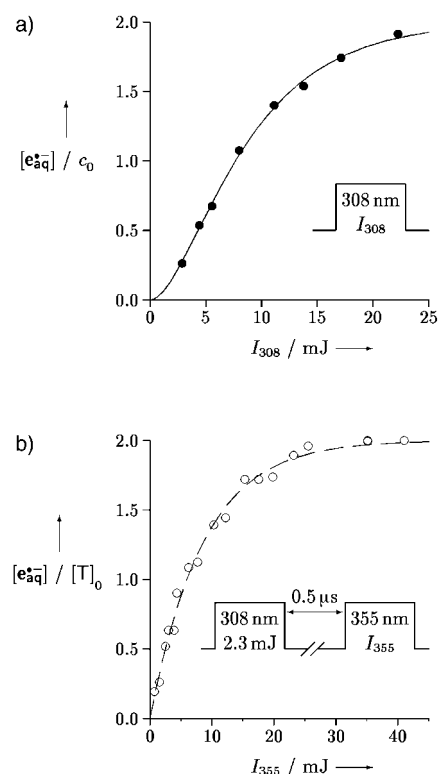 a)
2.0
1.5
[e•−aq] / c0
1.0
0.5
0.0
308 nm
I308
0 5 10 15 20 25
I308 / mJ ⟶
b)
2.0
1.5
[e•−aq] / [T]0
1.0
0.5
0.0
0.5 µs
308 nm 355 nm
2.3 mJ I355
0 10 20 30 40
I355 / mJ ⟶